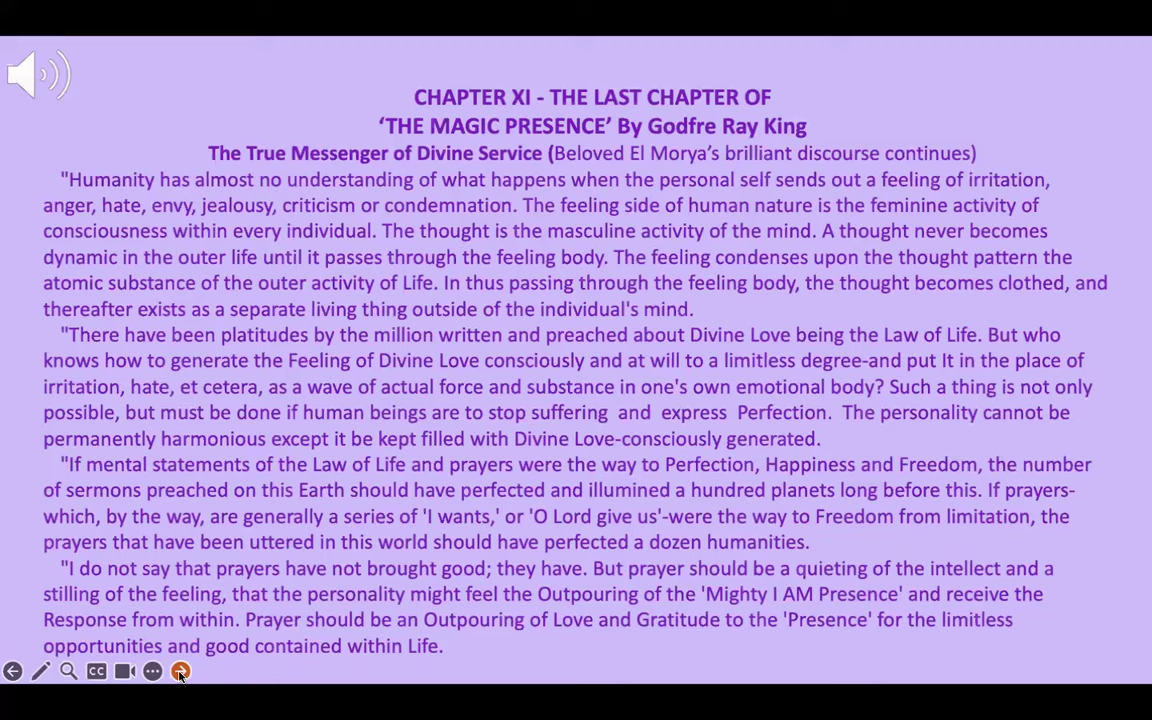 CHAPTER XI - THE LAST CHAPTER OF
‘THE MAGIC PRESENCE’ By Godfre Ray King
The True Messenger of Divine Service (Beloved El Morya’s brilliant discourse continues)
"Humanity has almost no understanding of what happens when the personal self sends out a feeling of irritation,
anger, hate, envy, jealousy, criticism or condemnation. The feeling side of human nature is the feminine activity of
consciousness within every individual. The thought is the masculine activity of the mind. A thought never becomes
dynamic in the outer life until it passes through the feeling body. The feeling condenses upon the thought pattern the
atomic substance of the outer activity of Life. In thus passing through the feeling body, the thought becomes clothed, and
thereafter exists as a separate living thing outside of the individual's mind.
"There have been platitudes by the million written and preached about Divine Love being the Law of Life. But who
knows how to generate the Feeling of Divine Love consciously and at will to a limitless degree-and put It in the place of
irritation, hate, et cetera, as a wave of actual force and substance in one's own emotional body? Such a thing is not only
possible, but must be done if human beings are to stop suffering and express Perfection. The personality cannot be
permanently harmonious except it be kept filled with Divine Love-consciously generated.
"If mental statements of the Law of Life and prayers were the way to Perfection, Happiness and Freedom, the number
of sermons preached on this Earth should have perfected and illumined a hundred planets long before this. If prayers-
which, by the way, are generally a series of 'I wants,' or 'O Lord give us'-were the way to Freedom from limitation, the
prayers that have been uttered in this world should have perfected a dozen humanities.
"I do not say that prayers have not brought good; they have. But prayer should be a quieting of the intellect and a
stilling of the feeling, that the personality might feel the Outpouring of the 'Mighty I AM Presence' and receive the
Response from within. Prayer should be an Outpouring of Love and Gratitude to the 'Presence' for the limitless
opportunities and good contained within Life.
CC